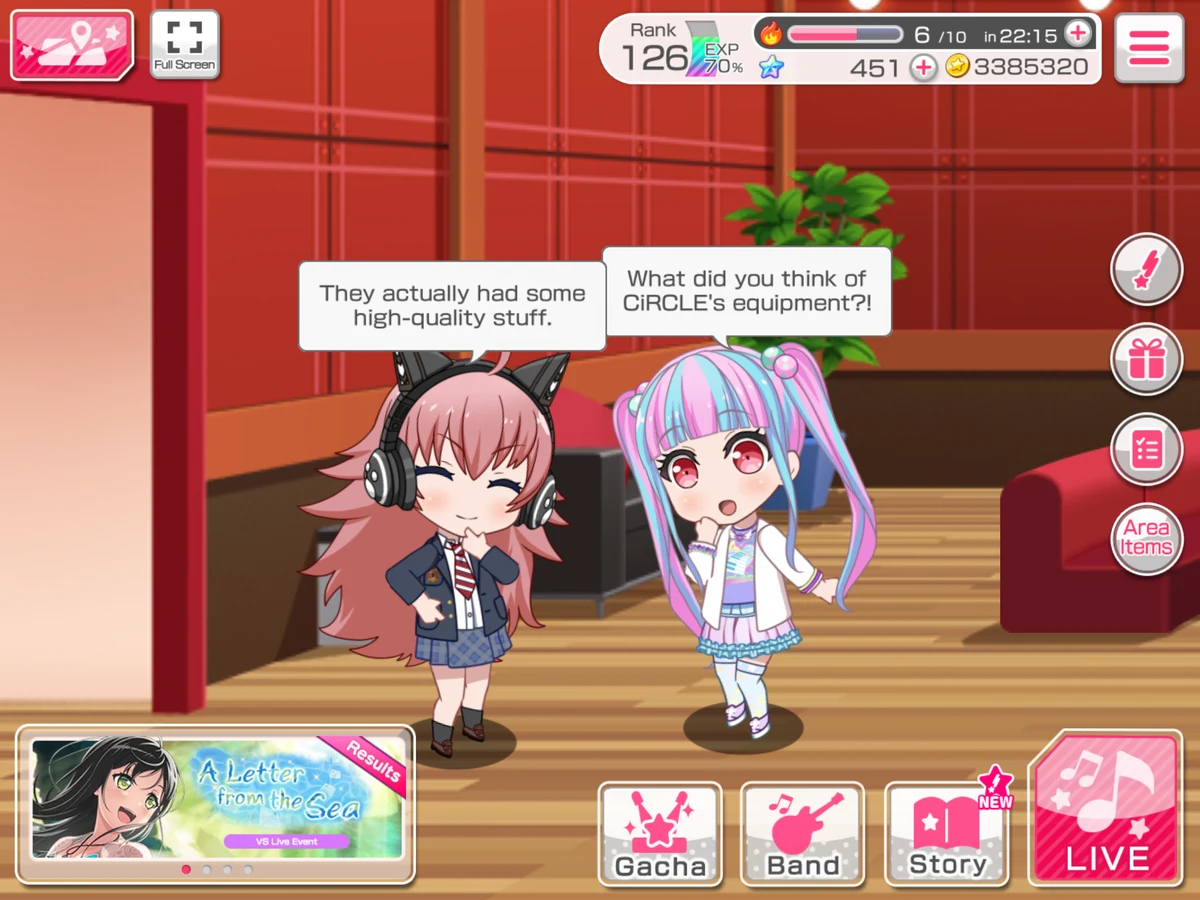 Full Screen
Rank
126
EXP
70%
6 /10 in 22:15
451
3385320
They actually had some
high-quality stuff.
What did you think of
CiRCLE's equipment?!
Area
Items
Results
A Letter
from the Sea
VS Live Event
Gacha
Band
NEW
Story
LIVE